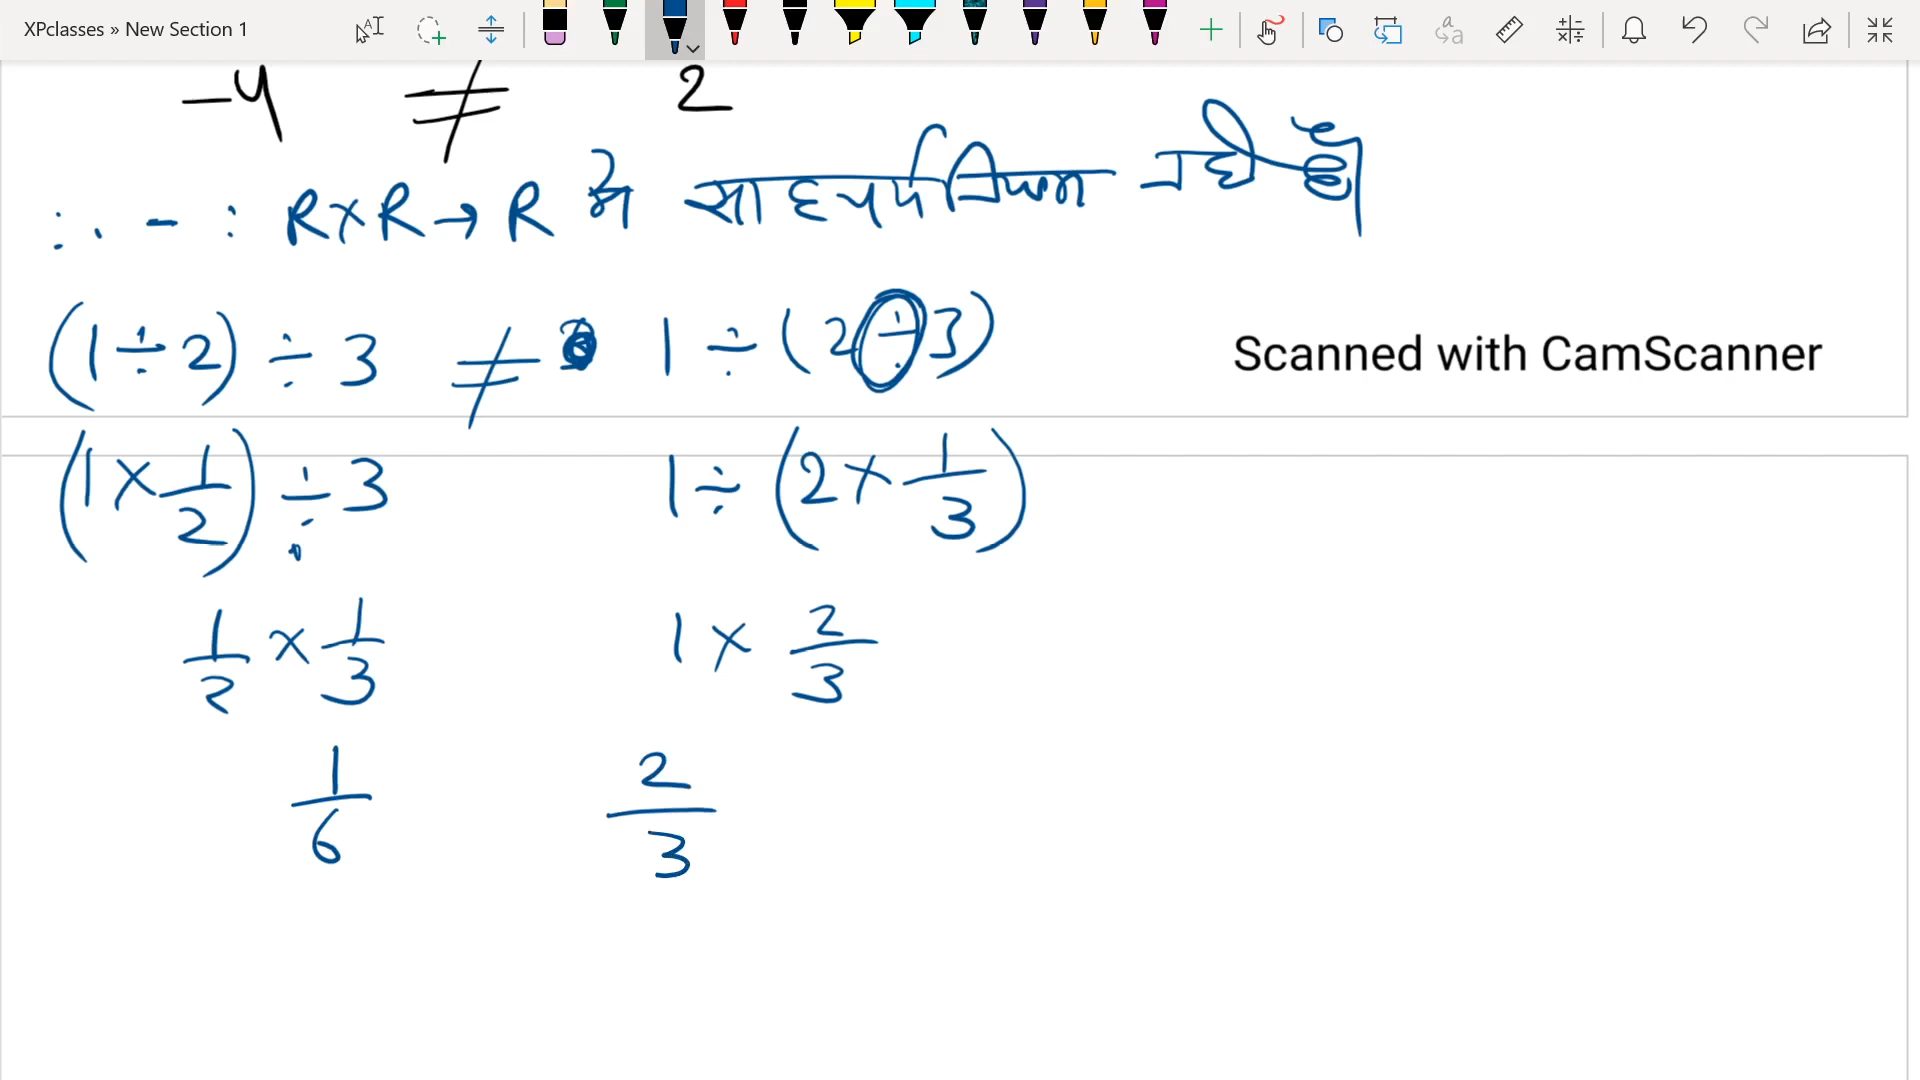 XPclasses » New Section 1
-4 ≠ 2
∴ - : R×R→R में साहचर्य नियम नही है।
(1÷2)÷3 ≠ 1÷(2÷3)
Scanned with CamScanner
(1×1/2)÷3 1÷(2×1/3)
1/2 × 1/3 1 × 2/3
1/6 2/3